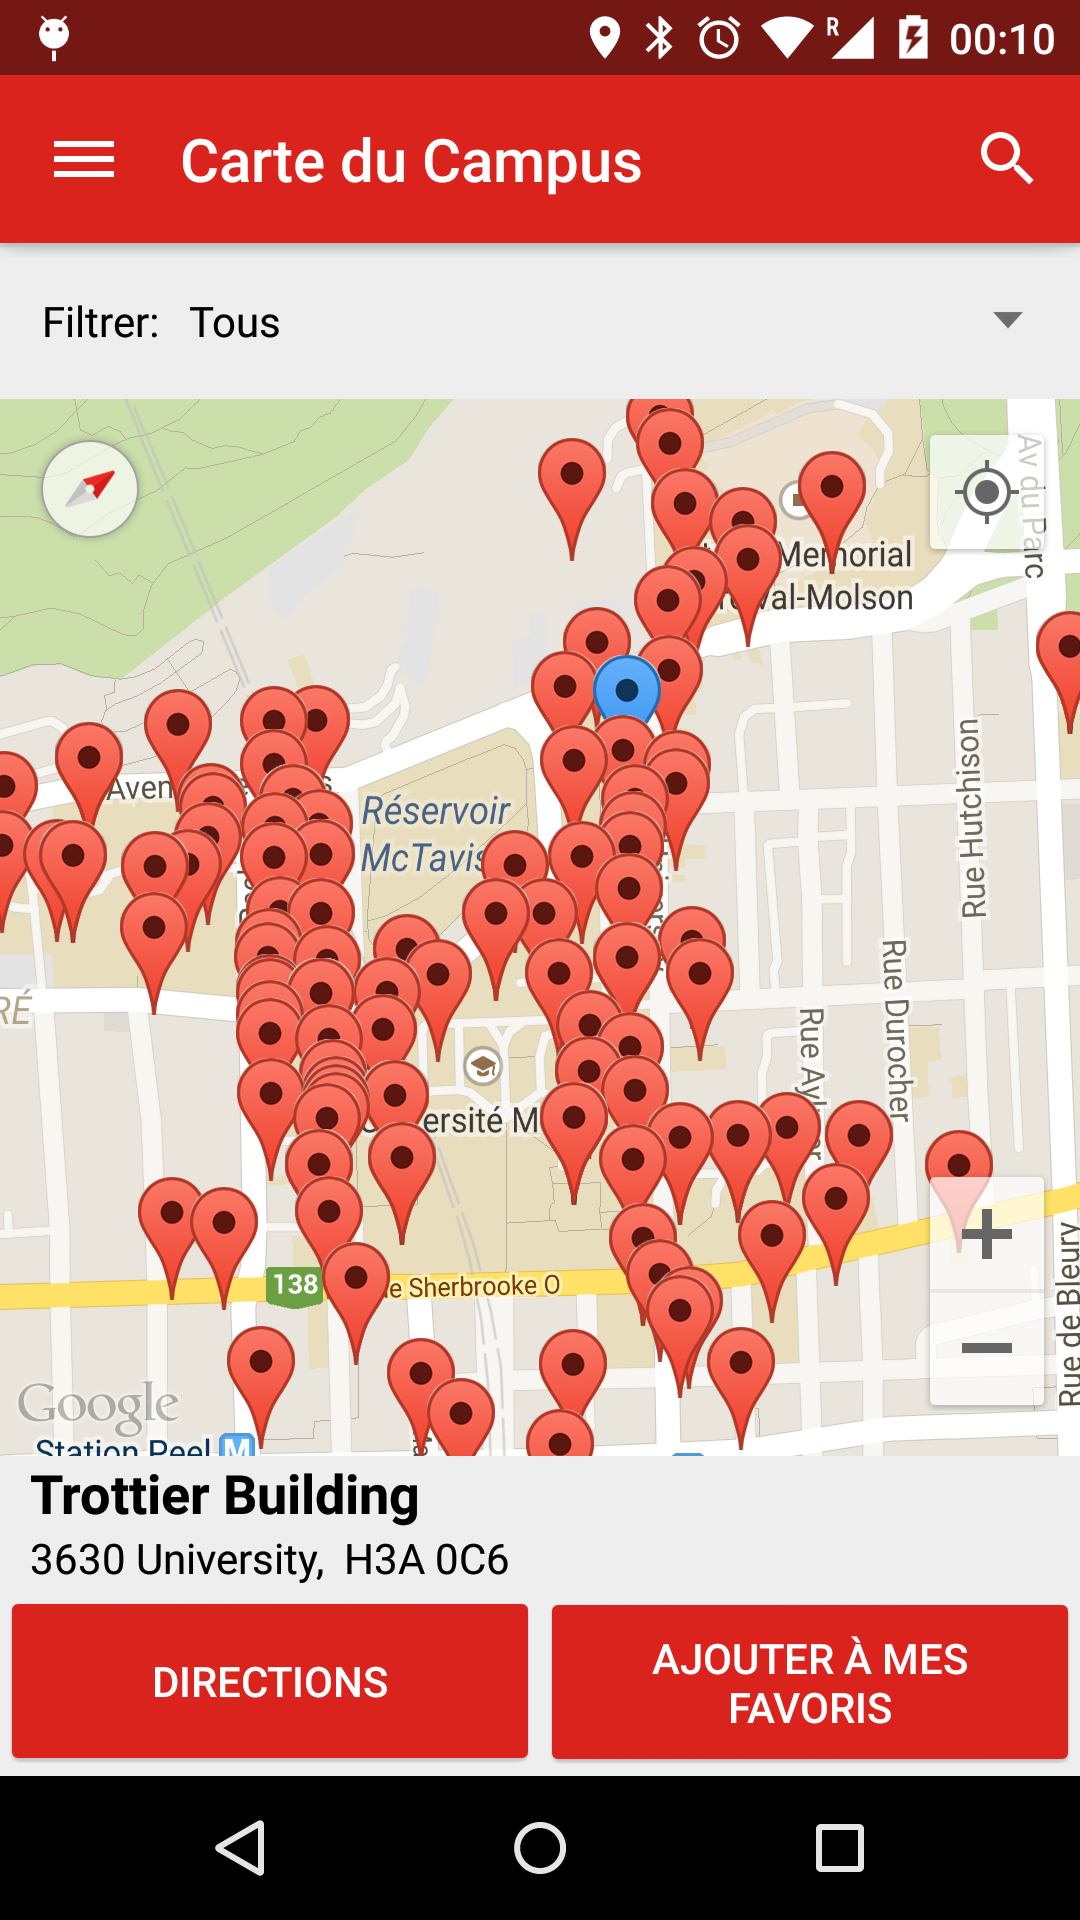 00:10
Carte du Campus
Filtrer: Tous
Av du Parc
Memorial
val-Molson
Rue Hutchison
Aven
Réservoir
McTavis
Rue Durocher
RÉ
Rue Ay
ersité M
138
e Sherbrooke O
Rue de Bleury
Google
Station Peel M
Trottier Building
3630 University, H3A 0C6
DIRECTIONS
AJOUTER À MES
FAVORIS